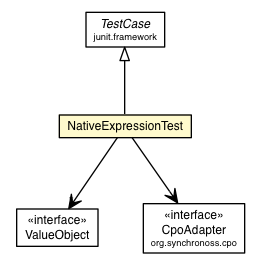 TestCase
junit.framework
NativeExpressionTest
«interface»
ValueObject
«interface»
CpoAdapter
org.synchronoss.cpo